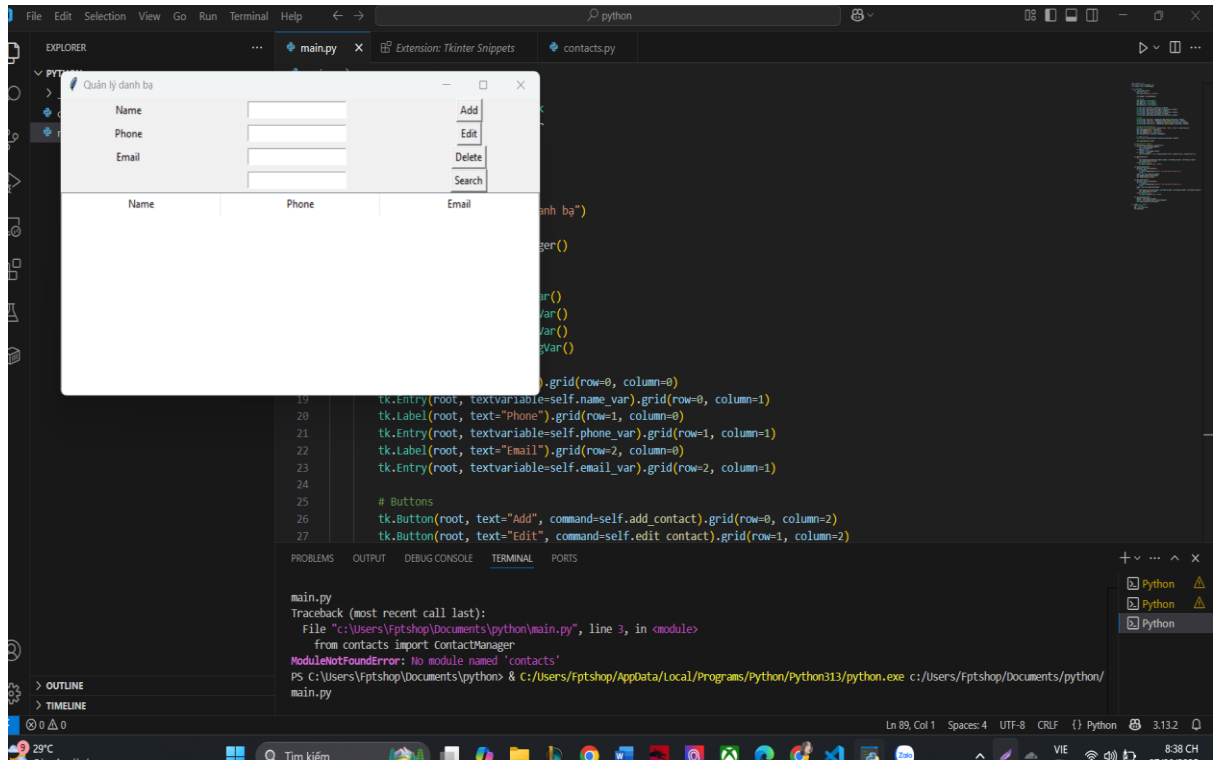 File Edit Selection View Go Run Terminal Help
python
EXPLORER
main.py
Extension: Tkinter Snippets
contacts.py
Quản lý danh bạ
Name
Add
Phone
Edit
Email
Delete
Search
Name Phone Email
anh bạ")
ger()
ar()
Var()
Var()
gVar()
).grid(row=0, column=0)
19 tk.Entry(root, textvariable=self.name_var).grid(row=0, column=1)
20 tk.Label(root, text="Phone").grid(row=1, column=0)
21 tk.Entry(root, textvariable=self.phone_var).grid(row=1, column=1)
22 tk.Label(root, text="Email").grid(row=2, column=0)
23 tk.Entry(root, textvariable=self.email_var).grid(row=2, column=1)
24
25 # Buttons
26 tk.Button(root, text="Add", command=self.add_contact).grid(row=0, column=2)
27 tk.Button(root, text="Edit", command=self.edit_contact).grid(row=1, column=2)
PROBLEMS OUTPUT DEBUG CONSOLE TERMINAL PORTS
main.py
Traceback (most recent call last):
File "c:\Users\Fptshop\Documents\python\main.py", line 3, in <module>
from contacts import ContactManager
ModuleNotFoundError: No module named 'contacts'
PS C:\Users\Fptshop\Documents\python> & C:/Users/Fptshop/AppData/Local/Programs/Python/Python313/python.exe c:/Users/Fptshop/Documents/python/
main.py
Python
Python
Python
OUTLINE
TIMELINE
0 0
Ln 89, Col 1 Spaces: 4 UTF-8 CRLF {} Python 3.13.2
9
29°C
Tìm kiếm
Zalo
VIE
8:38 CH